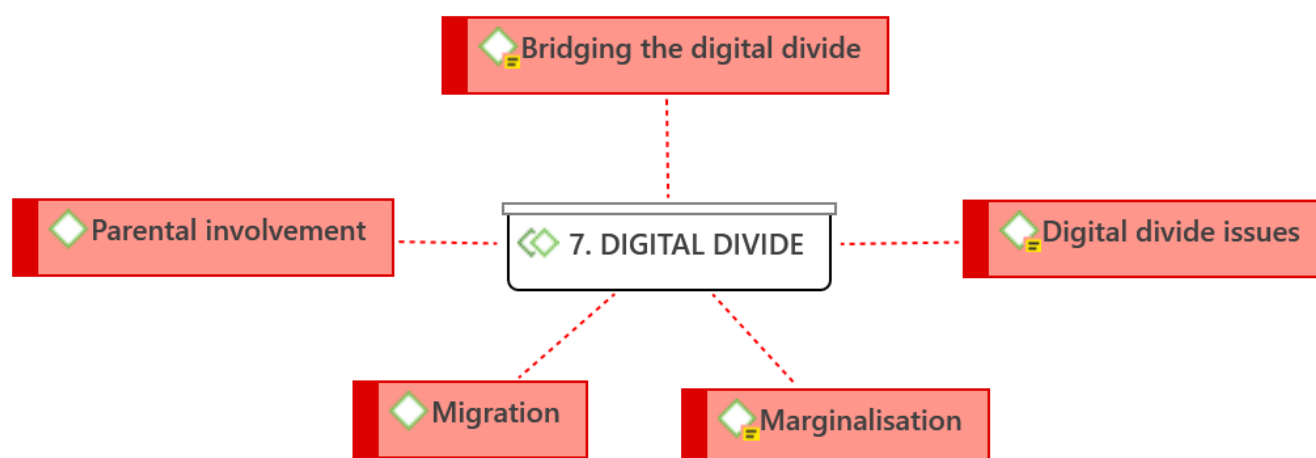 Bridging the digital divide
Parental involvement
7. DIGITAL DIVIDE
Digital divide issues
Migration
Marginalisation